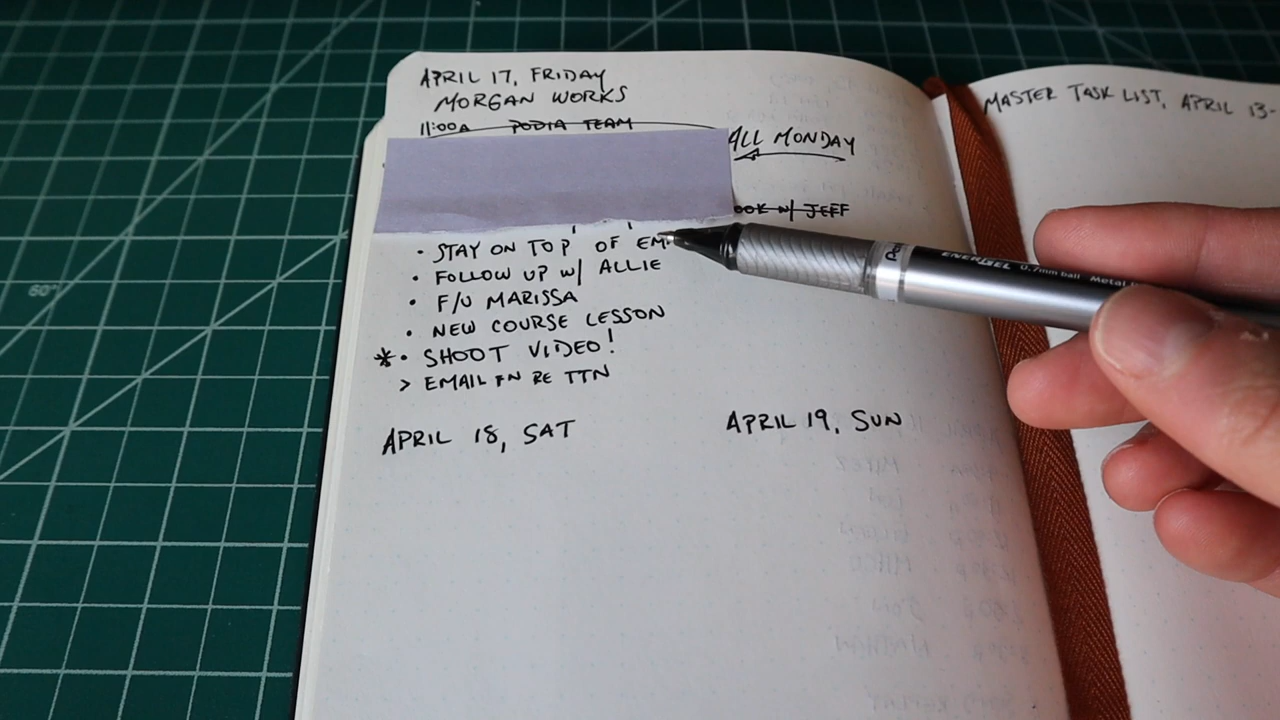 APRIL 17, FRIDAY
MORGAN WORKS
11:00A PODIA TEAM
ALL MONDAY
OOK W/ JEFF
• STAY ON TOP OF EM
• FOLLOW UP W/ ALLIE
• F/U MARISSA
• NEW COURSE LESSON
* • SHOOT VIDEO!
> EMAIL FN RE TTN
APRIL 18, SAT
APRIL 19, SUN
MASTER TASK LIST, APRIL 13-
ENERGEL 0.7mm ball Metal